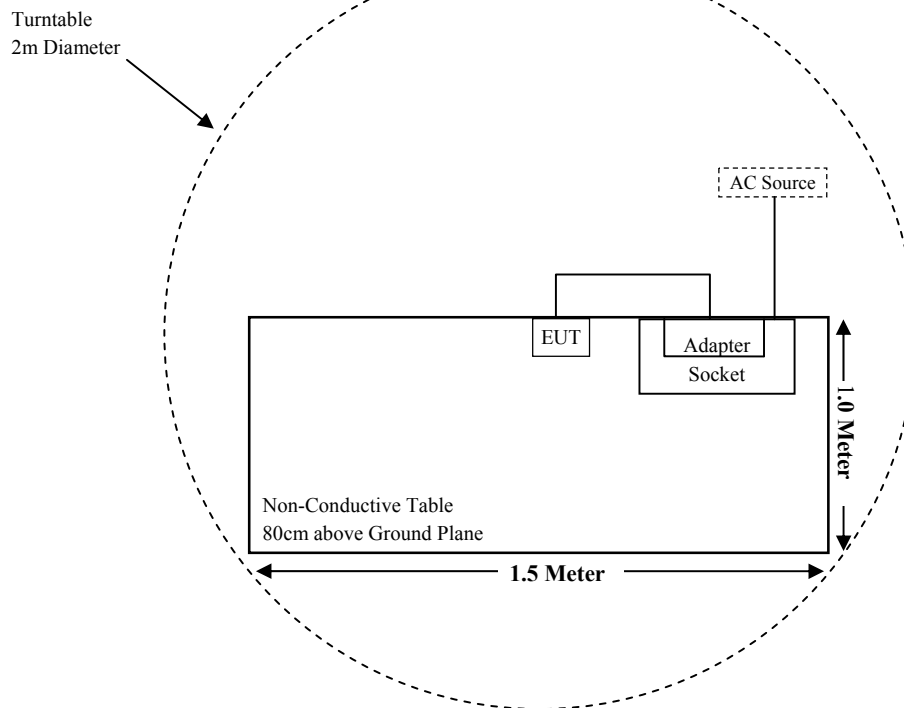 Turntable
2m Diameter
AC Source
EUT
Adapter
Socket
1.0 Meter
Non-Conductive Table
80cm above Ground Plane
1.5 Meter